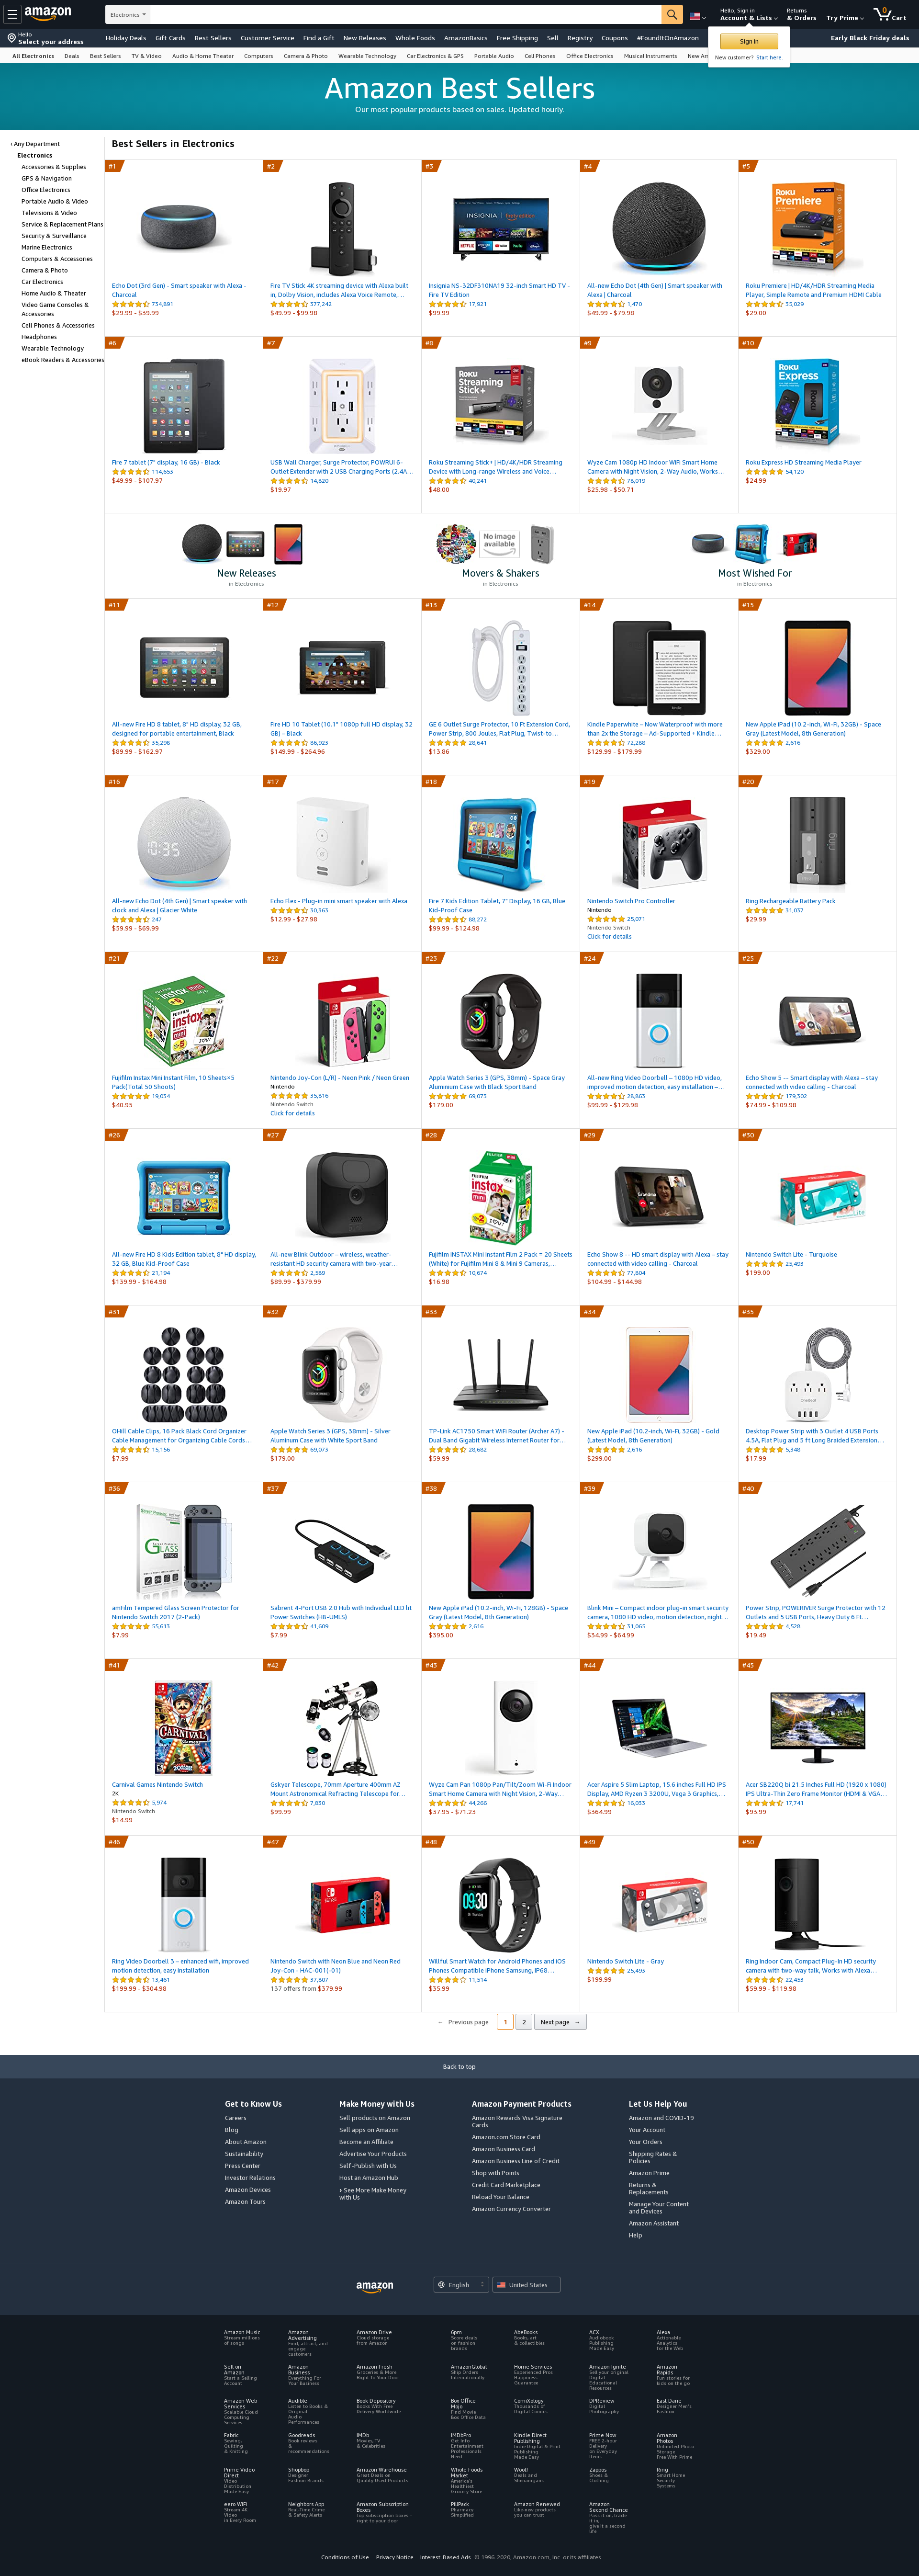 amazon
Electronics
Hello, Sign in
Account & Lists
Returns
& Orders
Try Prime
0
Cart
Hello
Select your address
Holiday Deals
Gift Cards
Best Sellers
Customer Service
Find a Gift
New Releases
Whole Foods
AmazonBasics
Free Shipping
Sell
Registry
Coupons
#FoundItOnAmazon
Early Black Friday deals
Sign in
New customer? Start here.
All Electronics
Deals
Best Sellers
TV & Video
Audio & Home Theater
Computers
Camera & Photo
Wearable Technology
Car Electronics & GPS
Portable Audio
Cell Phones
Office Electronics
Musical Instruments
Amazon Best Sellers
Our most popular products based on sales. Updated hourly.
‹ Any Department
Electronics
Accessories & Supplies
GPS & Navigation
Office Electronics
Portable Audio & Video
Televisions & Video
Service & Replacement Plans
Security & Surveillance
Marine Electronics
Computers & Accessories
Camera & Photo
Car Electronics
Home Audio & Theater
Video Game Consoles &
Accessories
Cell Phones & Accessories
Headphones
Wearable Technology
eBook Readers & Accessories
Best Sellers in Electronics
#1
Echo Dot (3rd Gen) - Smart speaker with Alexa -
Charcoal
734,891
$29.99 - $39.99
#2
Fire TV Stick 4K streaming device with Alexa built
in, Dolby Vision, includes Alexa Voice Remote,…
377,242
$49.99 - $99.98
#3
Insignia NS-32DF310NA19 32-inch Smart HD TV -
Fire TV Edition
17,921
$99.99
#4
All-new Echo Dot (4th Gen) | Smart speaker with
Alexa | Charcoal
1,470
$49.99 - $79.98
#5
Roku Premiere | HD/4K/HDR Streaming Media
Player, Simple Remote and Premium HDMI Cable
35,029
$29.00
#6
Fire 7 tablet (7" display, 16 GB) - Black
114,653
$49.99 - $107.97
#7
USB Wall Charger, Surge Protector, POWRUI 6-
Outlet Extender with 2 USB Charging Ports (2.4A…
14,820
$19.97
#8
Roku Streaming Stick+ | HD/4K/HDR Streaming
Device with Long-range Wireless and Voice…
40,241
$48.00
#9
Wyze Cam 1080p HD Indoor WiFi Smart Home
Camera with Night Vision, 2-Way Audio, Works…
78,019
$25.98 - $50.71
#10
Roku Express HD Streaming Media Player
54,120
$24.99
No image
available
New Releases
in Electronics
Movers & Shakers
in Electronics
Most Wished For
in Electronics
#11
All-new Fire HD 8 tablet, 8" HD display, 32 GB,
designed for portable entertainment, Black
35,298
$89.99 - $162.97
#12
Fire HD 10 Tablet (10.1" 1080p full HD display, 32
GB) – Black
86,923
$149.99 - $264.96
#13
GE 6 Outlet Surge Protector, 10 Ft Extension Cord,
Power Strip, 800 Joules, Flat Plug, Twist-to…
28,641
$13.86
#14
Kindle Paperwhite – Now Waterproof with more
than 2x the Storage – Ad-Supported + Kindle…
72,288
$129.99 - $179.99
#15
New Apple iPad (10.2-inch, Wi-Fi, 32GB) - Space
Gray (Latest Model, 8th Generation)
2,616
$329.00
#16
All-new Echo Dot (4th Gen) | Smart speaker with
clock and Alexa | Glacier White
247
$59.99 - $69.99
#17
Echo Flex - Plug-in mini smart speaker with Alexa
30,363
$12.99 - $27.98
#18
Fire 7 Kids Edition Tablet, 7" Display, 16 GB, Blue
Kid-Proof Case
88,272
$99.99 - $124.98
#19
Nintendo Switch Pro Controller
Nintendo
25,071
Nintendo Switch
Click for details
#20
Ring Rechargeable Battery Pack
31,037
$29.99
#21
Fujifilm Instax Mini Instant Film, 10 Sheets×5
Pack(Total 50 Shoots)
19,034
$40.95
#22
Nintendo Joy-Con (L/R) - Neon Pink / Neon Green
Nintendo
35,816
Nintendo Switch
Click for details
#23
Apple Watch Series 3 (GPS, 38mm) - Space Gray
Aluminium Case with Black Sport Band
69,073
$179.00
#24
All-new Ring Video Doorbell – 1080p HD video,
improved motion detection, easy installation –…
28,663
$99.99 - $129.98
#25
Echo Show 5 -- Smart display with Alexa – stay
connected with video calling - Charcoal
179,302
$74.99 - $109.98
#26
All-new Fire HD 8 Kids Edition tablet, 8" HD display,
32 GB, Blue Kid-Proof Case
21,194
$139.99 - $164.98
#27
All-new Blink Outdoor – wireless, weather-
resistant HD security camera with two-year…
2,589
$89.99 - $379.99
#28
Fujifilm INSTAX Mini Instant Film 2 Pack = 20 Sheets
(White) for Fujifilm Mini 8 & Mini 9 Cameras,…
10,674
$16.98
#29
Echo Show 8 -- HD smart display with Alexa – stay
connected with video calling - Charcoal
77,804
$104.99 - $144.98
#30
Nintendo Switch Lite - Turquoise
25,493
$199.00
#31
OHill Cable Clips, 16 Pack Black Cord Organizer
Cable Management for Organizing Cable Cords…
15,156
$7.99
#32
Apple Watch Series 3 (GPS, 38mm) - Silver
Aluminum Case with White Sport Band
69,073
$179.00
#33
TP-Link AC1750 Smart WiFi Router (Archer A7) -
Dual Band Gigabit Wireless Internet Router for…
28,682
$59.99
#34
New Apple iPad (10.2-inch, Wi-Fi, 32GB) - Gold
(Latest Model, 8th Generation)
2,616
$299.00
#35
Desktop Power Strip with 3 Outlet 4 USB Ports
4.5A, Flat Plug and 5 ft Long Braided Extension…
5,348
$17.99
#36
amFilm Tempered Glass Screen Protector for
Nintendo Switch 2017 (2-Pack)
55,613
$7.99
#37
Sabrent 4-Port USB 2.0 Hub with Individual LED lit
Power Switches (HB-UMLS)
41,609
$7.99
#38
New Apple iPad (10.2-inch, Wi-Fi, 128GB) - Space
Gray (Latest Model, 8th Generation)
2,616
$395.00
#39
Blink Mini – Compact indoor plug-in smart security
camera, 1080 HD video, motion detection, night…
31,065
$34.99 - $64.99
#40
Power Strip, POWERIVER Surge Protector with 12
Outlets and 5 USB Ports, Heavy Duty 6 Ft…
4,528
$19.49
#41
Carnival Games Nintendo Switch
2K
5,974
Nintendo Switch
$14.99
#42
Gskyer Telescope, 70mm Aperture 400mm AZ
Mount Astronomical Refracting Telescope for…
7,830
$99.99
#43
Wyze Cam Pan 1080p Pan/Tilt/Zoom Wi-Fi Indoor
Smart Home Camera with Night Vision, 2-Way…
44,266
$37.95 - $71.23
#44
Acer Aspire 5 Slim Laptop, 15.6 inches Full HD IPS
Display, AMD Ryzen 3 3200U, Vega 3 Graphics,…
16,033
$364.99
#45
Acer SB220Q bi 21.5 Inches Full HD (1920 x 1080)
IPS Ultra-Thin Zero Frame Monitor (HDMI & VGA…
17,741
$93.99
#46
Ring Video Doorbell 3 – enhanced wifi, improved
motion detection, easy installation
13,461
$199.99 - $304.98
#47
Nintendo Switch with Neon Blue and Neon Red
Joy-Con - HAC-001(-01)
37,807
137 offers from $379.99
#48
Willful Smart Watch for Android Phones and iOS
Phones Compatible iPhone Samsung, IP68…
11,514
$35.99
#49
Nintendo Switch Lite - Gray
25,493
$199.99
#50
Ring Indoor Cam, Compact Plug-In HD security
camera with two-way talk, Works with Alexa…
22,453
$59.99 - $119.98
← Previous page
1
2
Next page →
Back to top
Get to Know Us
Careers
Blog
About Amazon
Sustainability
Press Center
Investor Relations
Amazon Devices
Amazon Tours
Make Money with Us
Sell products on Amazon
Sell apps on Amazon
Become an Affiliate
Advertise Your Products
Self-Publish with Us
Host an Amazon Hub
› See More Make Money
with Us
Amazon Payment Products
Amazon Rewards Visa Signature
Cards
Amazon.com Store Card
Amazon Business Card
Amazon Business Line of Credit
Shop with Points
Credit Card Marketplace
Reload Your Balance
Amazon Currency Converter
Let Us Help You
Amazon and COVID-19
Your Account
Your Orders
Shipping Rates &
Policies
Amazon Prime
Returns &
Replacements
Manage Your Content
and Devices
Amazon Assistant
Help
amazon
English
United States
Amazon Music
Stream millions
of songs
Amazon
Advertising
Find, attract, and
engage
customers
Amazon Drive
Cloud storage
from Amazon
6pm
Score deals
on fashion
brands
AbeBooks
Books, art
& collectibles
ACX
Audiobook
Publishing
Made Easy
Alexa
Actionable
Analytics
for the Web
Sell on
Amazon
Start a Selling
Account
Amazon
Business
Everything For
Your Business
Amazon Fresh
Groceries & More
Right To Your Door
AmazonGlobal
Ship Orders
Internationally
Home Services
Experienced Pros
Happiness
Guarantee
Amazon Ignite
Sell your original
Digital
Educational
Resources
Amazon
Rapids
Fun stories for
kids on the go
Amazon Web
Services
Scalable Cloud
Computing
Services
Audible
Listen to Books &
Original
Audio
Performances
Book Depository
Books With Free
Delivery Worldwide
Box Office
Mojo
Find Movie
Box Office Data
ComiXology
Thousands of
Digital Comics
DPReview
Digital
Photography
East Dane
Designer Men's
Fashion
Fabric
Sewing,
Quilting
& Knitting
Goodreads
Book reviews
&
recommendations
IMDb
Movies, TV
& Celebrities
IMDbPro
Get Info
Entertainment
Professionals
Need
Kindle Direct
Publishing
Indie Digital & Print
Publishing
Made Easy
Prime Now
FREE 2-hour
Delivery
on Everyday
Items
Amazon
Photos
Unlimited Photo
Storage
Free With Prime
Prime Video
Direct
Video
Distribution
Made Easy
Shopbop
Designer
Fashion Brands
Amazon Warehouse
Great Deals on
Quality Used Products
Whole Foods
Market
America's
Healthiest
Grocery Store
Woot!
Deals and
Shenanigans
Zappos
Shoes &
Clothing
Ring
Smart Home
Security
Systems
eero WiFi
Stream 4K
Video
in Every Room
Neighbors App
Real-Time Crime
& Safety Alerts
Amazon Subscription
Boxes
Top subscription boxes –
right to your door
PillPack
Pharmacy
Simplified
Amazon Renewed
Like-new products
you can trust
Amazon
Second Chance
Pass it on, trade
it in,
give it a second
life
Conditions of Use
Privacy Notice
Interest-Based Ads
© 1996-2020, Amazon.com, Inc. or its affiliates